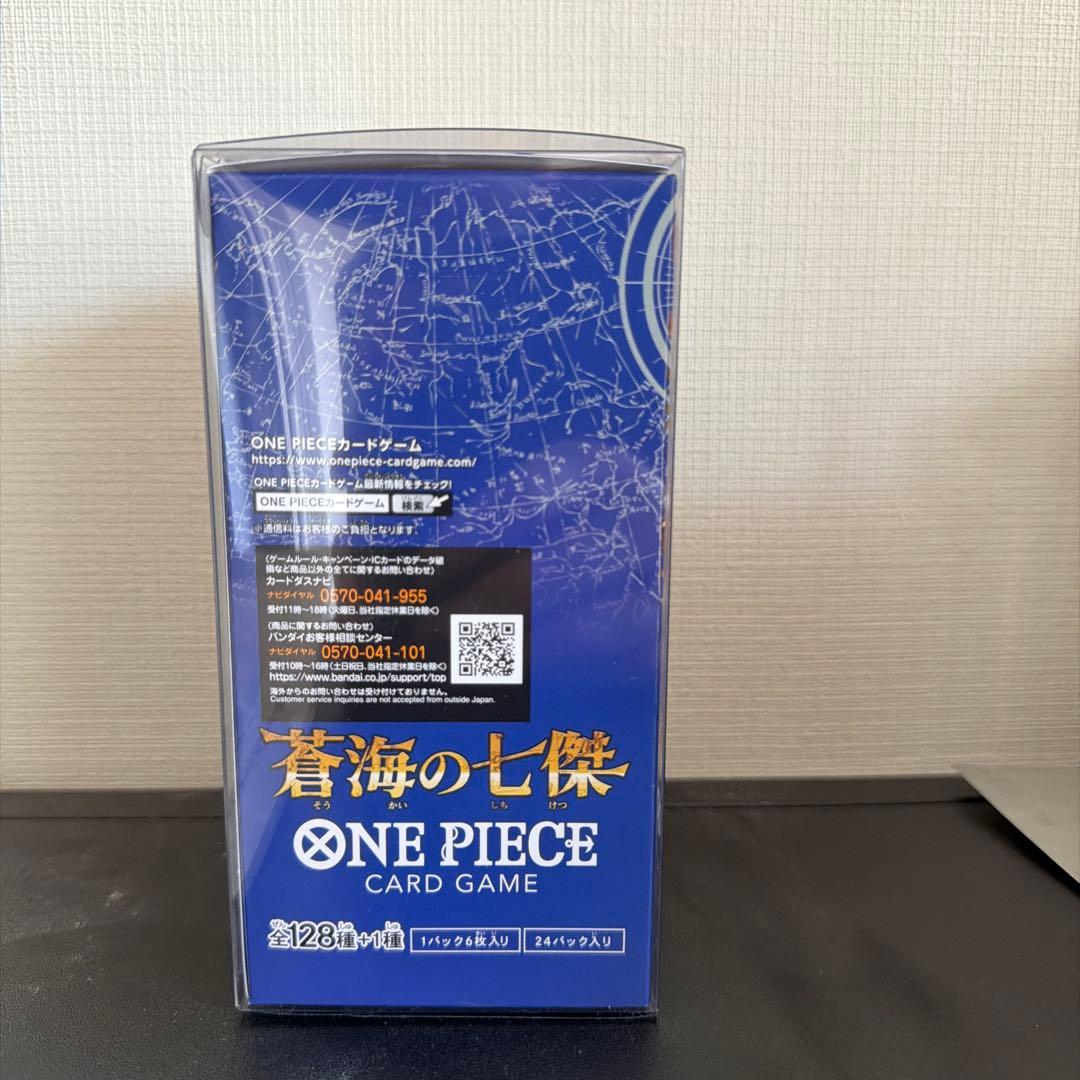 ONE PIECEカードゲーム
https://www.onepiece-cardgame.com/
ONE PIECEカードゲーム最新情報をチェック!
ONE PIECEカードゲーム 検索
※通信料はお客様のご負担となります。
(ゲームルール・キャンペーン・ICカードのデータ破
損など商品以外の全てに関するお問い合わせ)
カードダスナビ
ナビダイヤル 0570-041-955
受付11時~18時(火曜日、当社指定休業日を除く)
(商品に関するお問い合わせ)
バンダイお客様相談センター
ナビダイヤル 0570-041-101
受付10時~16時(土日祝日、当社指定休業日を除く)
https://www.bandai.co.jp/support/top
海外からのお問い合わせは受け付けておりません。
Customer service inquiries are not accepted from outside Japan.
蒼海の七傑
そう かい しち けつ
ONE PIECE
CARD GAME
全128種+1種 1パック6枚入り 24パック入り